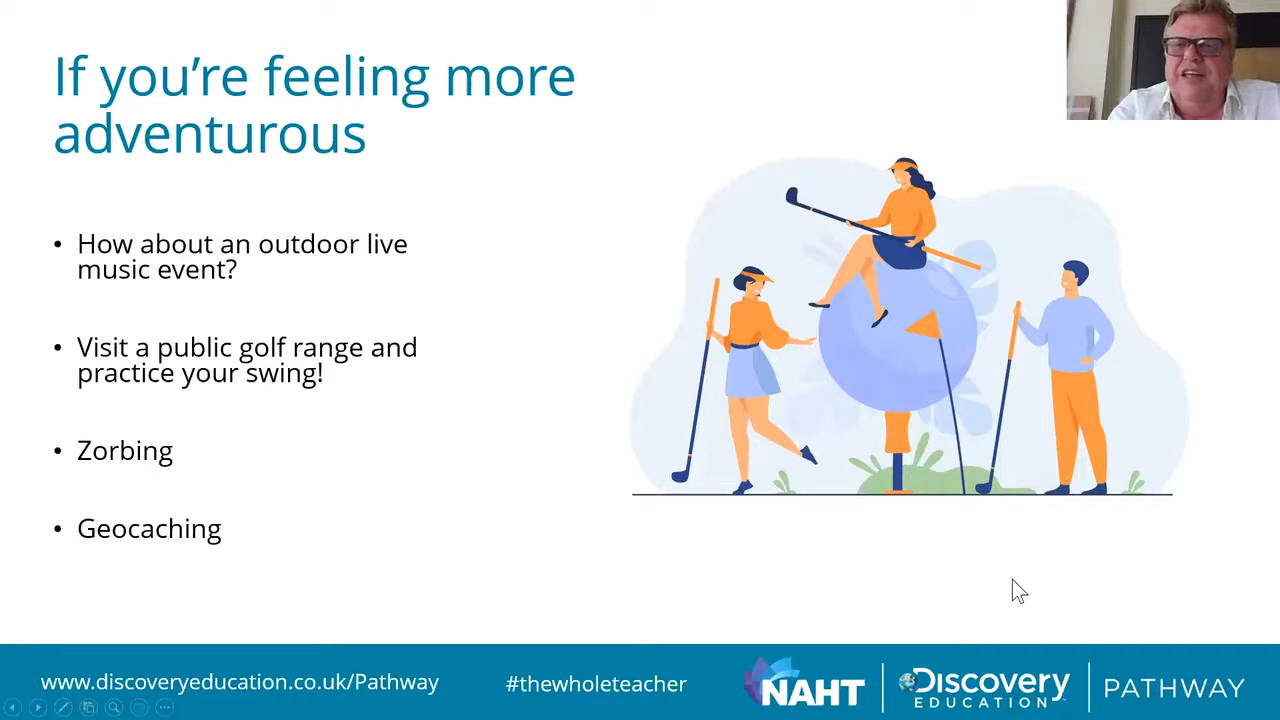 If you’re feeling more
adventurous
• How about an outdoor live
music event?
• Visit a public golf range and
practice your swing!
• Zorbing
• Geocaching
www.discoveryeducation.co.uk/Pathway
#thewholeteacher
NAHT
Discovery
EDUCATION
PATHWAY